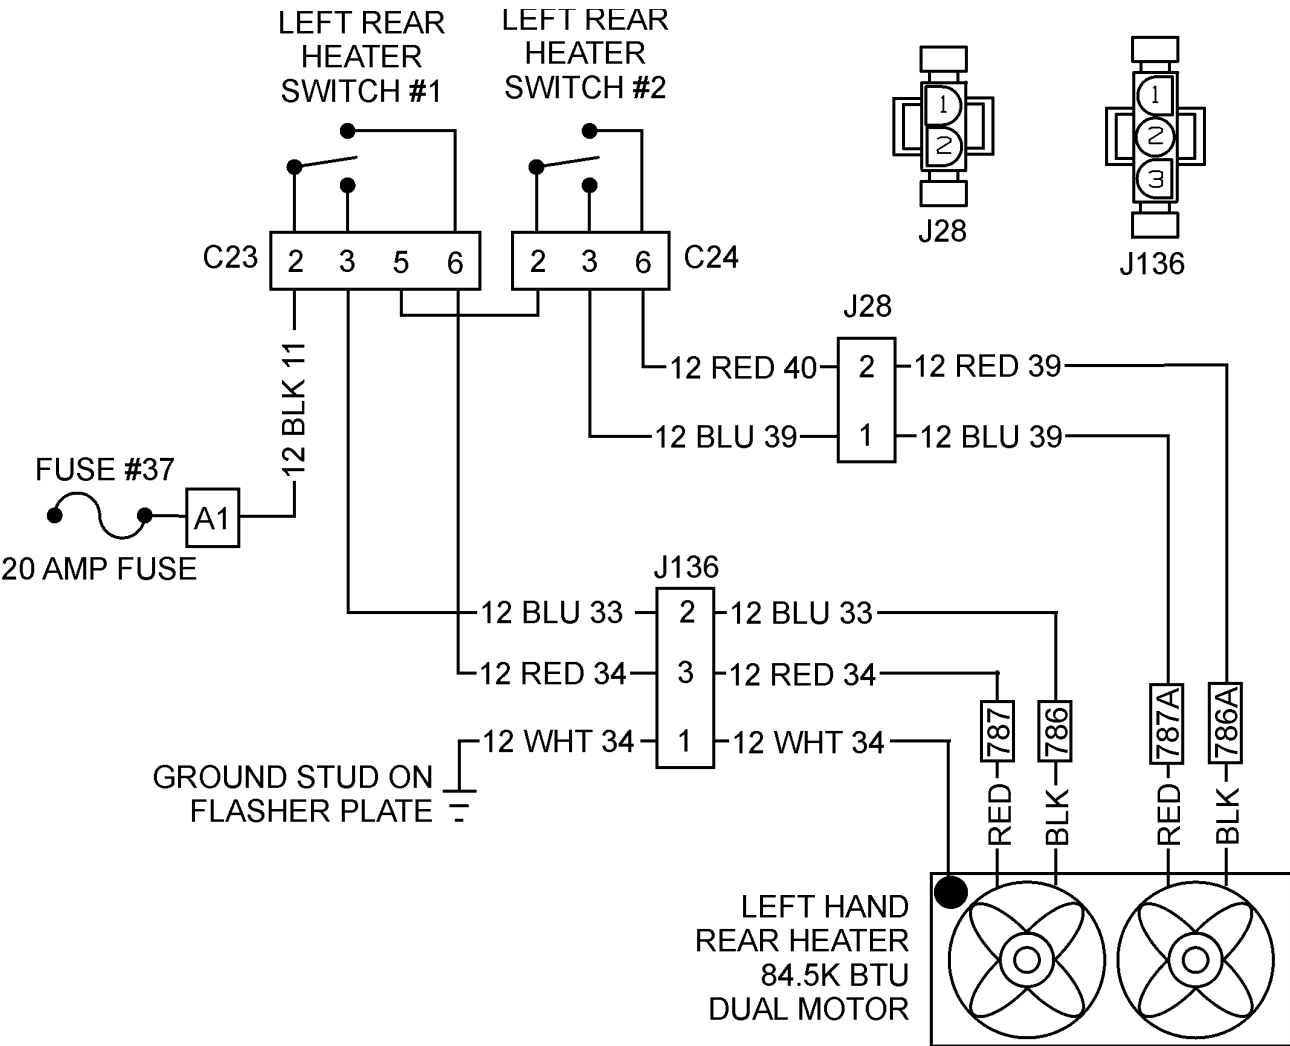 LEFT REAR
HEATER
SWITCH #1
LEFT REAR
HEATER
SWITCH #2
1
2
J28
1
2
3
J136
C23
2 3 5 6
2 3 6
C24
J28
12 RED 40
2
12 RED 39
12 BLU 39
1
12 BLU 39
12 BLK 11
FUSE #37
A1
20 AMP FUSE
J136
12 BLU 33
2
12 BLU 33
12 RED 34
3
12 RED 34
12 WHT 34
1
12 WHT 34
GROUND STUD ON
FLASHER PLATE
787
786
787A
786A
RED
BLK
RED
BLK
LEFT HAND
REAR HEATER
84.5K BTU
DUAL MOTOR